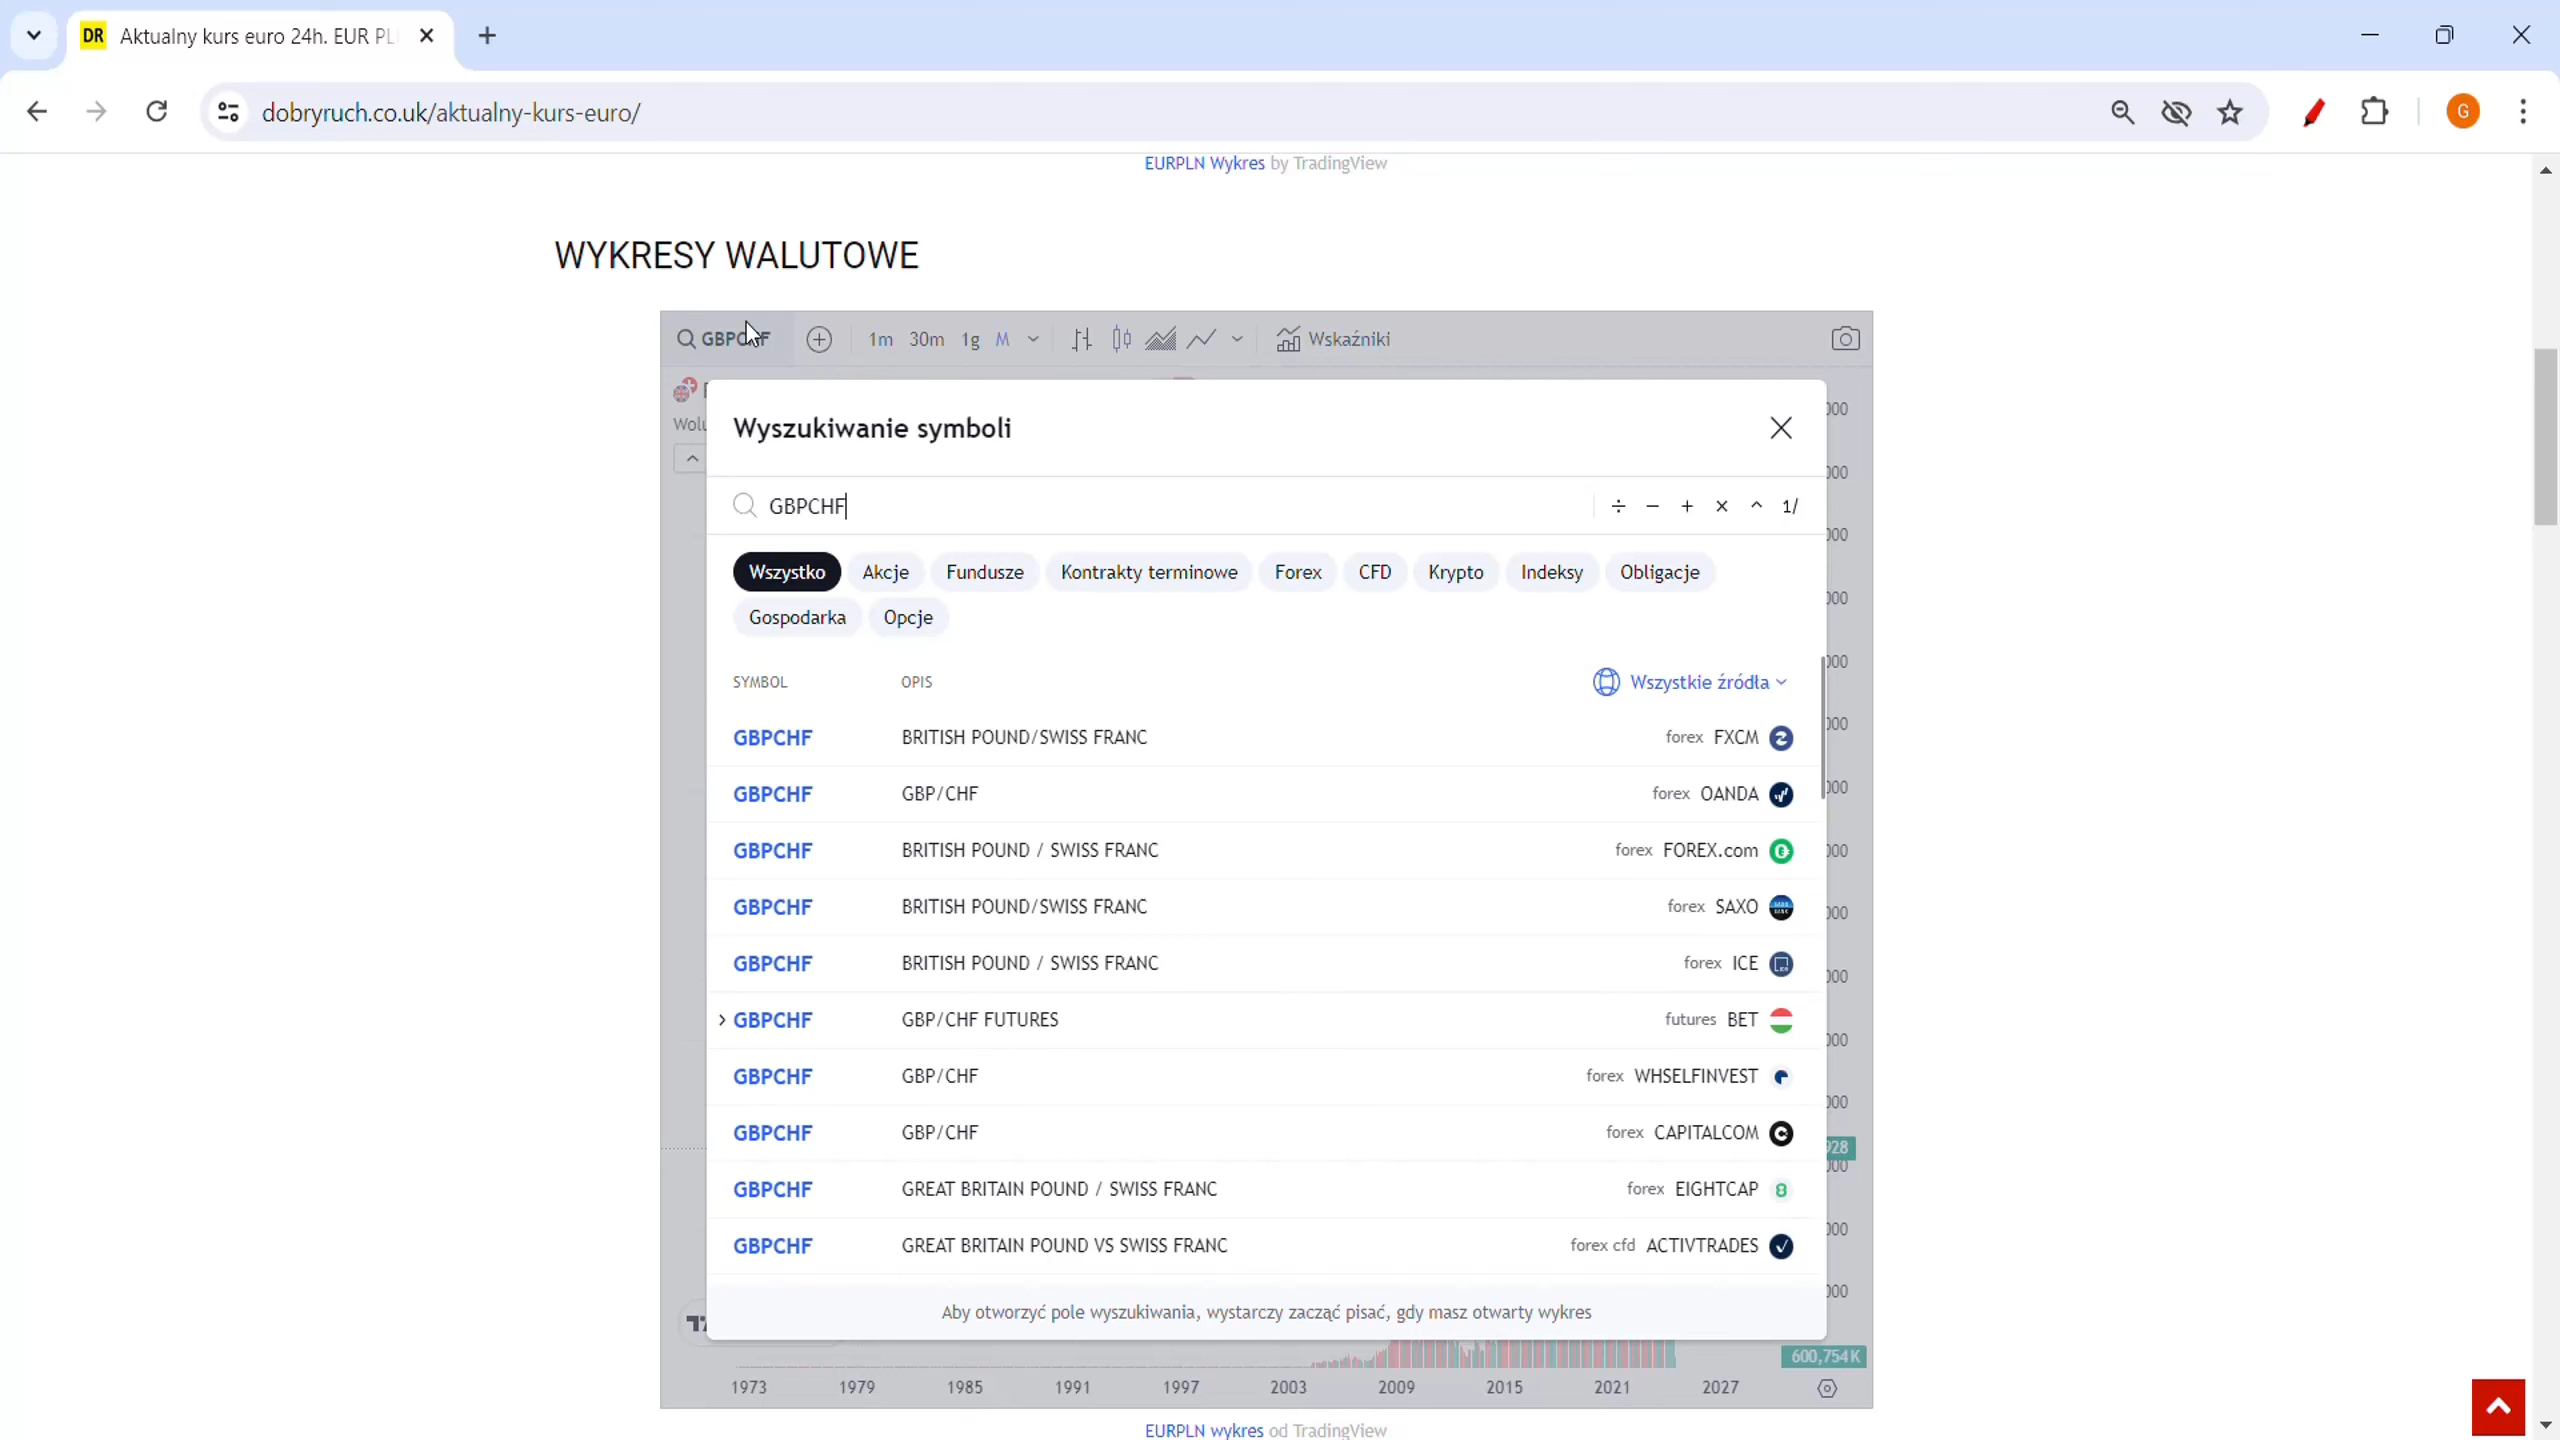 DR Aktualny kurs euro 24h. EUR PL
dobryruch.co.uk/aktualny-kurs-euro/
G
EURPLN Wykres by TradingView
WYKRESY WALUTOWE
GBPCHF 1m 30m 1g M Wskaźniki
Wyszukiwanie symboli
GBPCHF ÷ − + × ^ 1/
Wszystko Akcje Fundusze Kontrakty terminowe Forex CFD Krypto Indeksy Obligacje
Gospodarka Opcje
SYMBOL OPIS Wszystkie źródła
GBPCHF BRITISH POUND/SWISS FRANC forex FXCM
GBPCHF GBP/CHF forex OANDA
GBPCHF BRITISH POUND / SWISS FRANC forex FOREX.com
GBPCHF BRITISH POUND/SWISS FRANC forex SAXO
GBPCHF BRITISH POUND / SWISS FRANC forex ICE
GBPCHF GBP/CHF FUTURES futures BET
GBPCHF GBP/CHF forex WHSELFINVEST
GBPCHF GBP/CHF forex CAPITALCOM
GBPCHF GREAT BRITAIN POUND / SWISS FRANC forex EIGHTCAP
GBPCHF GREAT BRITAIN POUND VS SWISS FRANC forex cfd ACTIVTRADES
Aby otworzyć pole wyszukiwania, wystarczy zacząć pisać, gdy masz otwarty wykres
600,754K
1973 1979 1985 1991 1997 2003 2009 2015 2021 2027
EURPLN wykres od TradingView